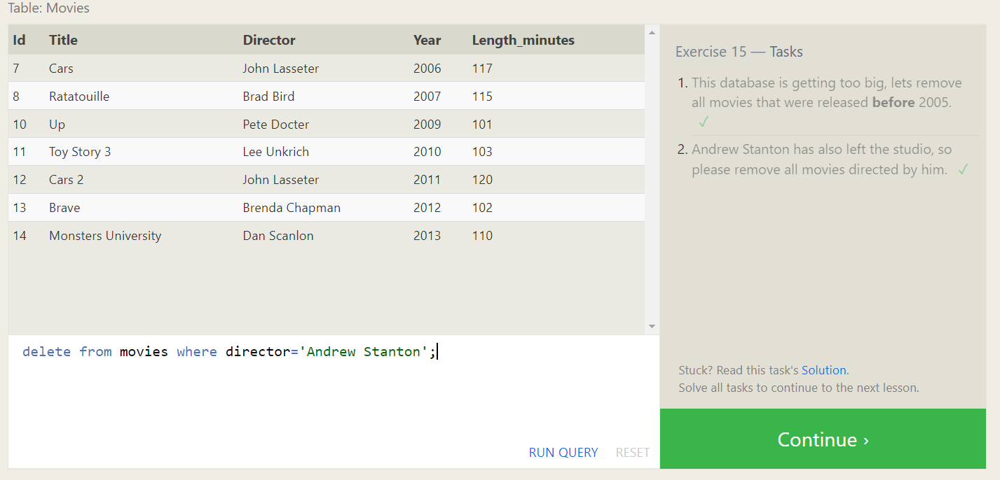 Table: Movies
Id Title Director Year Length_minutes
7 Cars John Lasseter 2006 117
8 Ratatouille Brad Bird 2007 115
10 Up Pete Docter 2009 101
11 Toy Story 3 Lee Unkrich 2010 103
12 Cars 2 John Lasseter 2011 120
13 Brave Brenda Chapman 2012 102
14 Monsters University Dan Scanlon 2013 110
delete from movies where director='Andrew Stanton';
RUN QUERY RESET
Exercise 15 — Tasks
1. This database is getting too big, lets remove
all movies that were released before 2005.
✓
2. Andrew Stanton has also left the studio, so
please remove all movies directed by him. ✓
Stuck? Read this task's Solution.
Solve all tasks to continue to the next lesson.
Continue ›